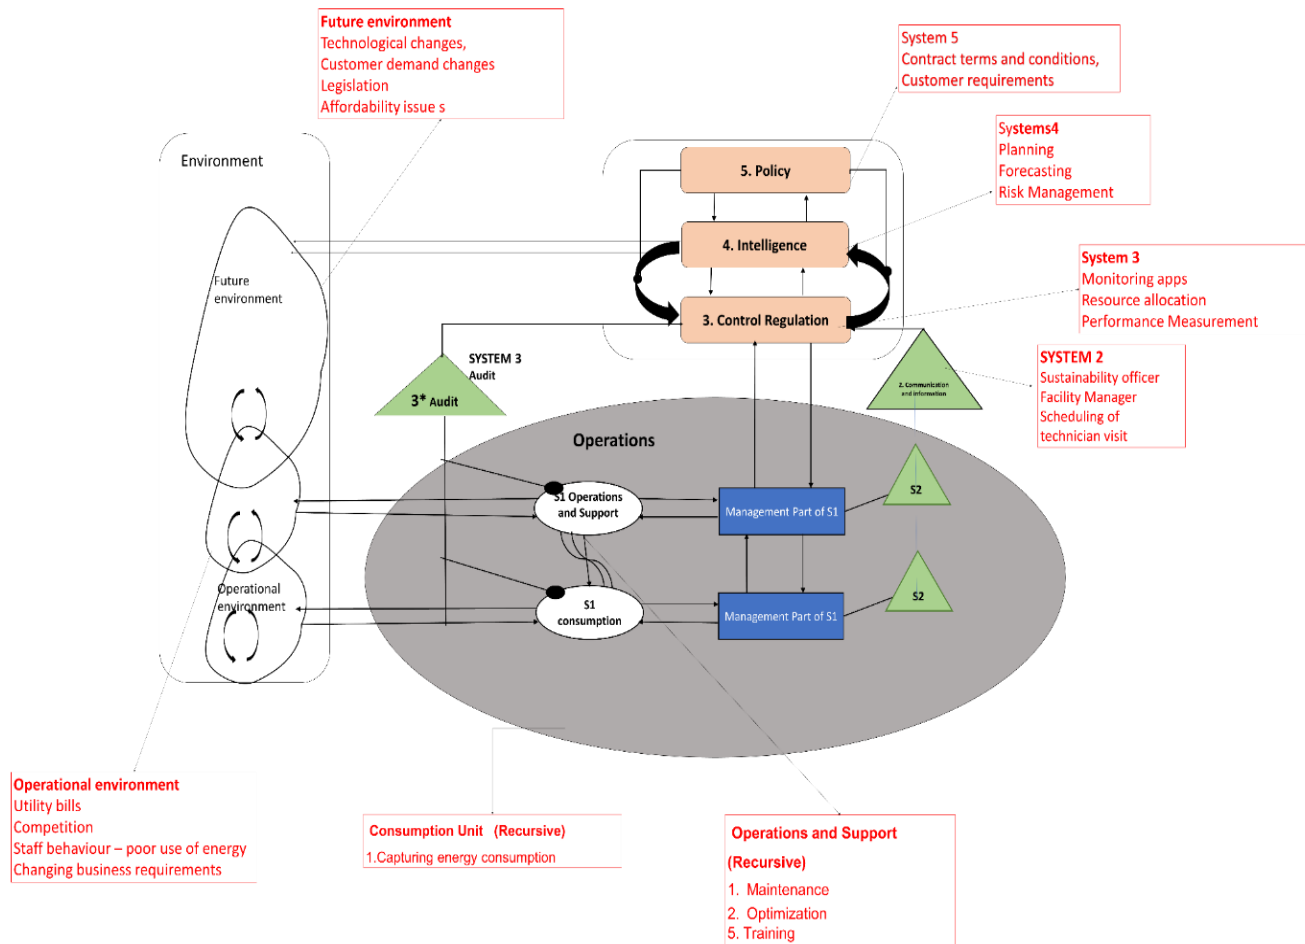 Future environment
Technological changes,
Customer demand changes
Legislation
Affordability issue s
System 5
Contract terms and conditions,
Customer requirements
Systems4
Planning
Forecasting
Risk Management
Environment
5. Policy
4. Intelligence
3. Control Regulation
Future
environment
System 3
Monitoring apps
Resource allocation
Performance Measurement
SYSTEM 3
Audit
3* Audit
2. Communication
and Information
SYSTEM 2
Sustainability officer
Facility Manager
Scheduling of
technician visit
Operations
S1 Operations
and Support
Management Part of S1
S2
Operational
environment
S1
consumption
Management Part of S1
S2
Operational environment
Utility bills
Competition
Staff behaviour – poor use of energy
Changing business requirements
Consumption Unit (Recursive)
1.Capturing energy consumption
Operations and Support
(Recursive)
1. Maintenance
2. Optimization
5. Training